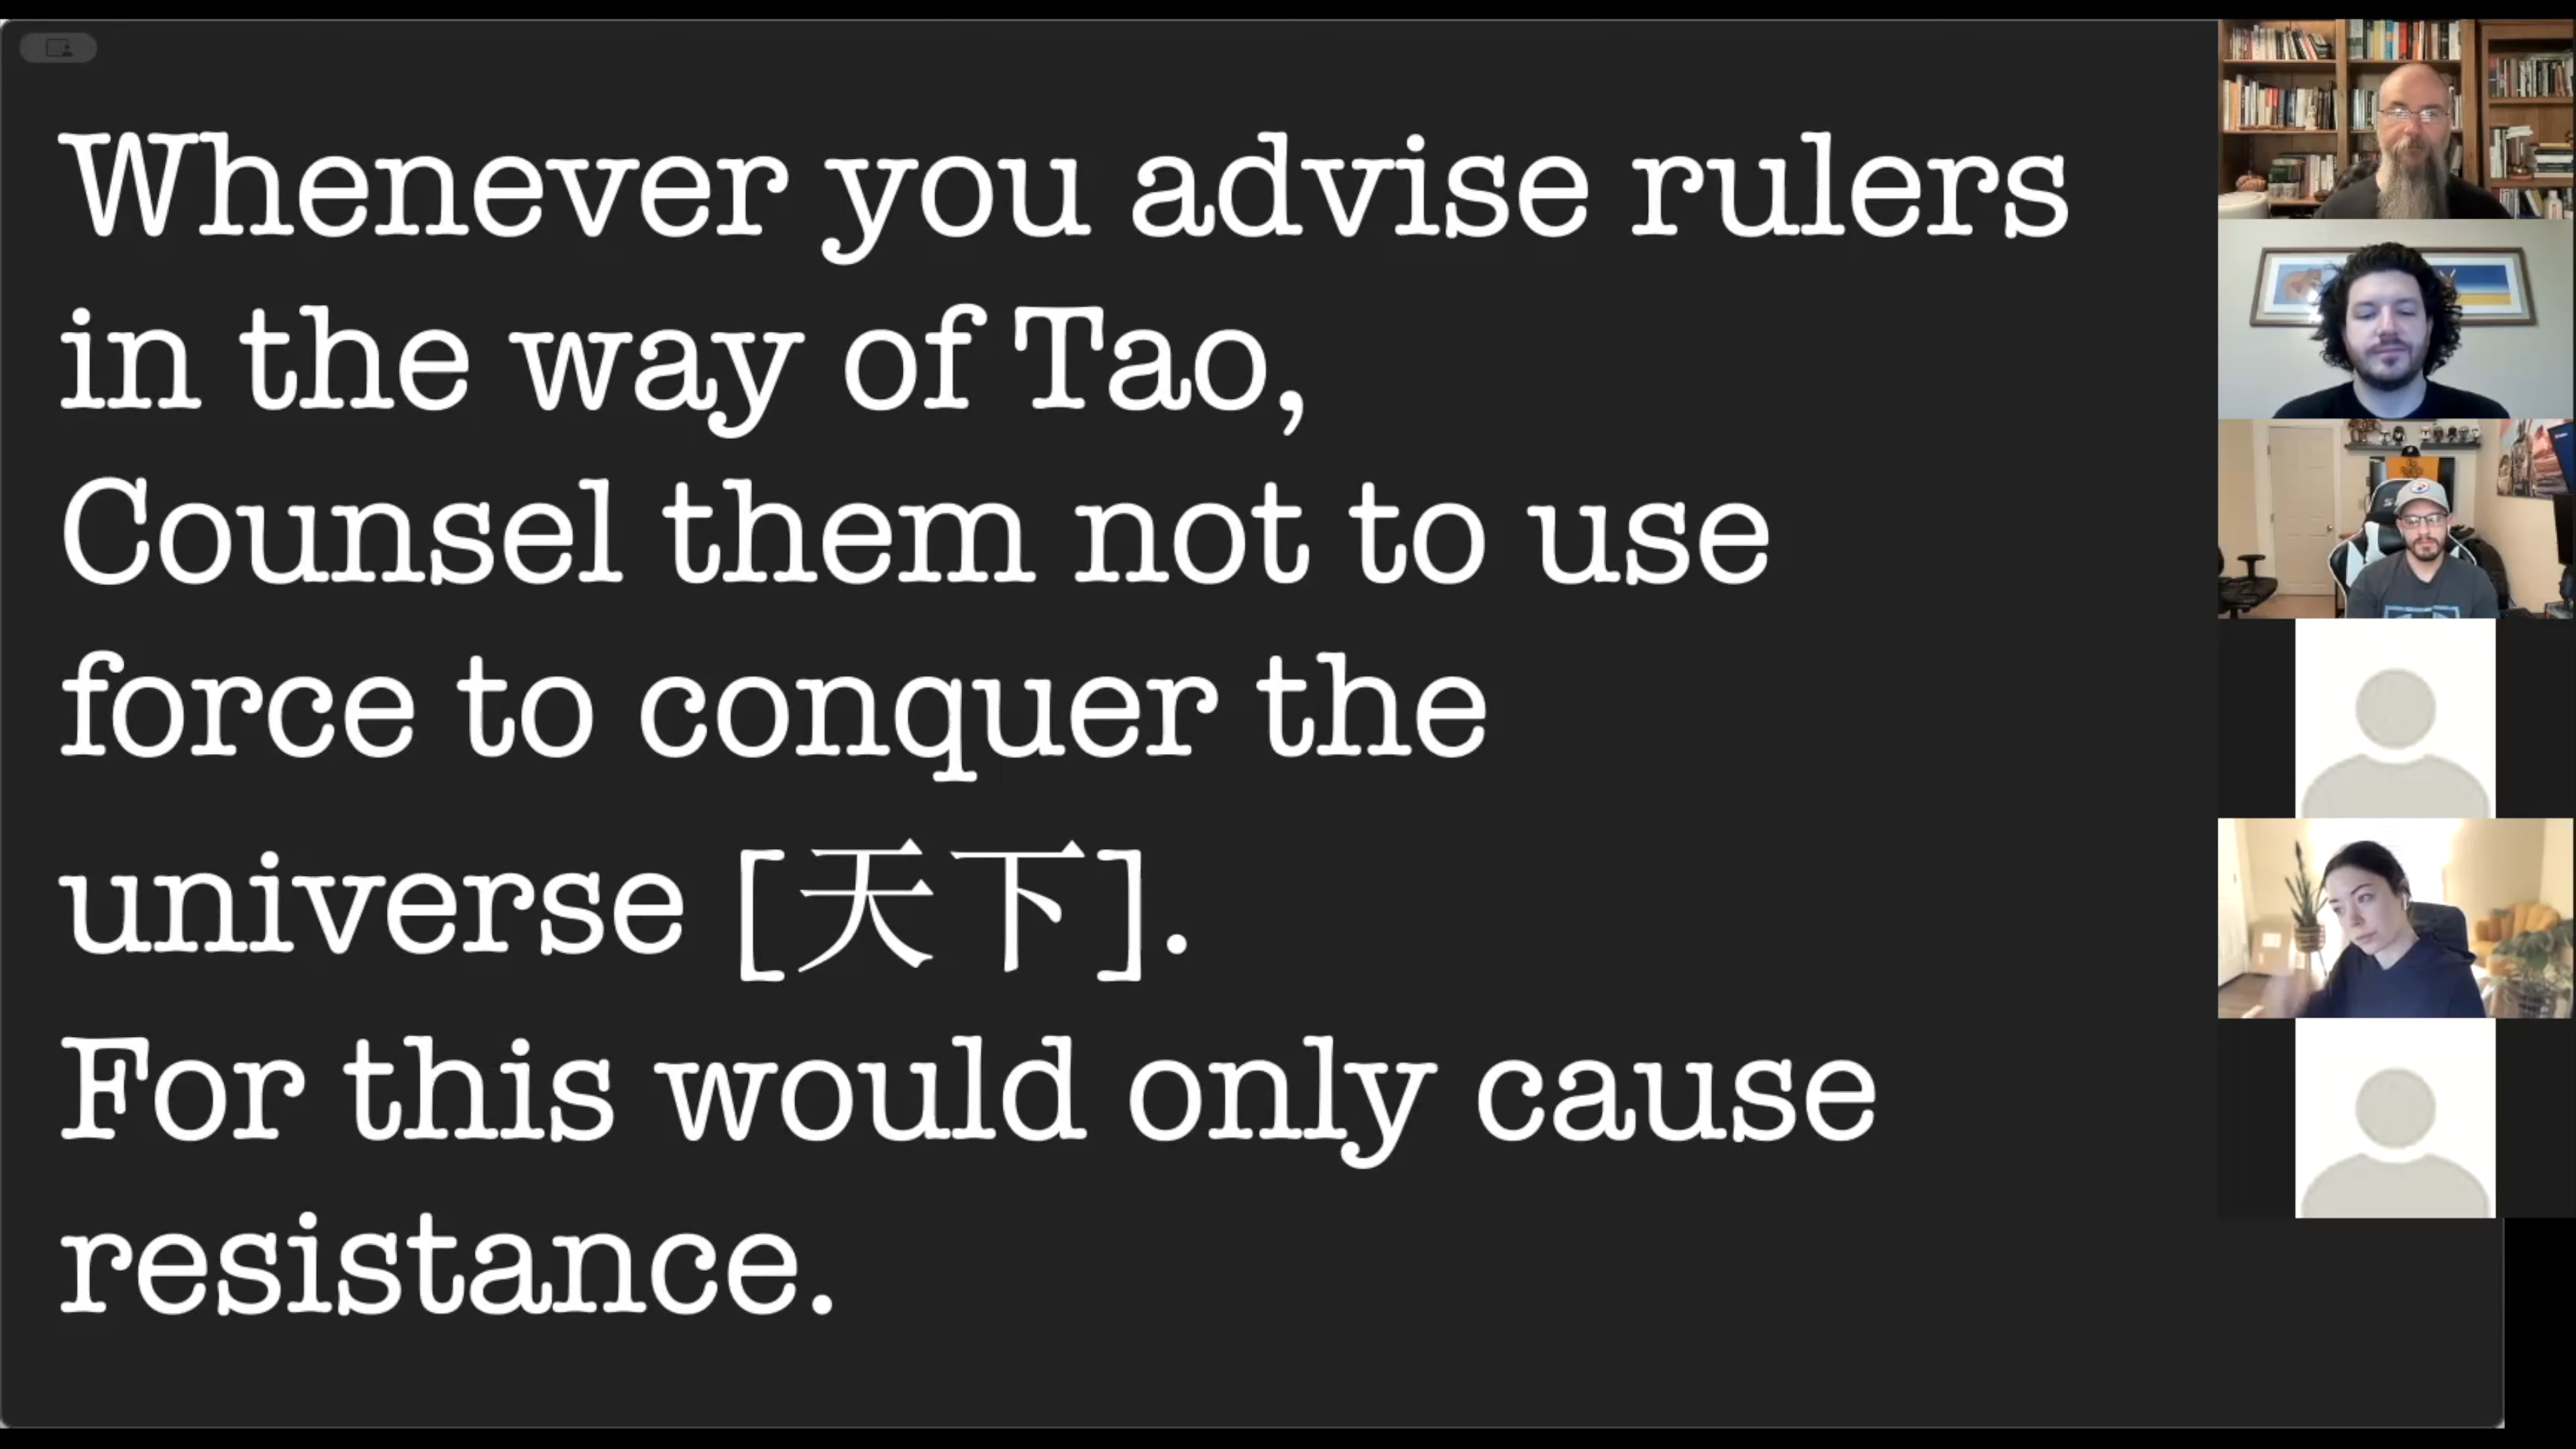 Whenever you advise rulers
in the way of Tao,
Counsel them not to use
force to conquer the
universe [天下].
For this would only cause
resistance.